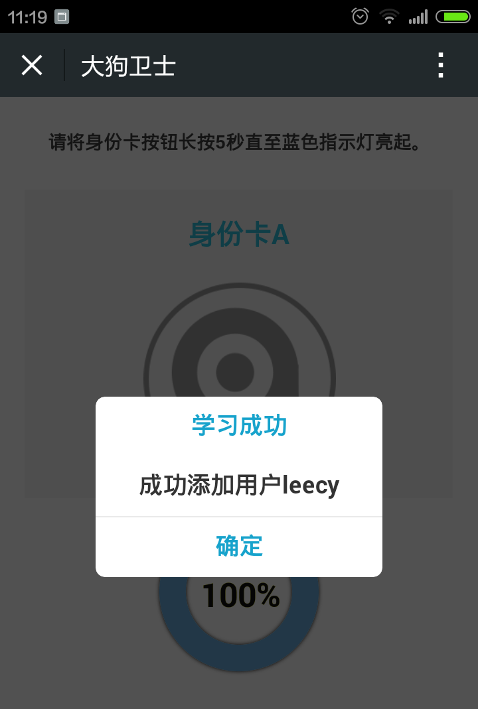 11:19
大狗卫士
请将身份卡按钮长按5秒直至蓝色指示灯亮起。
身份卡A
学习成功
成功添加用户leecy
确定
100%